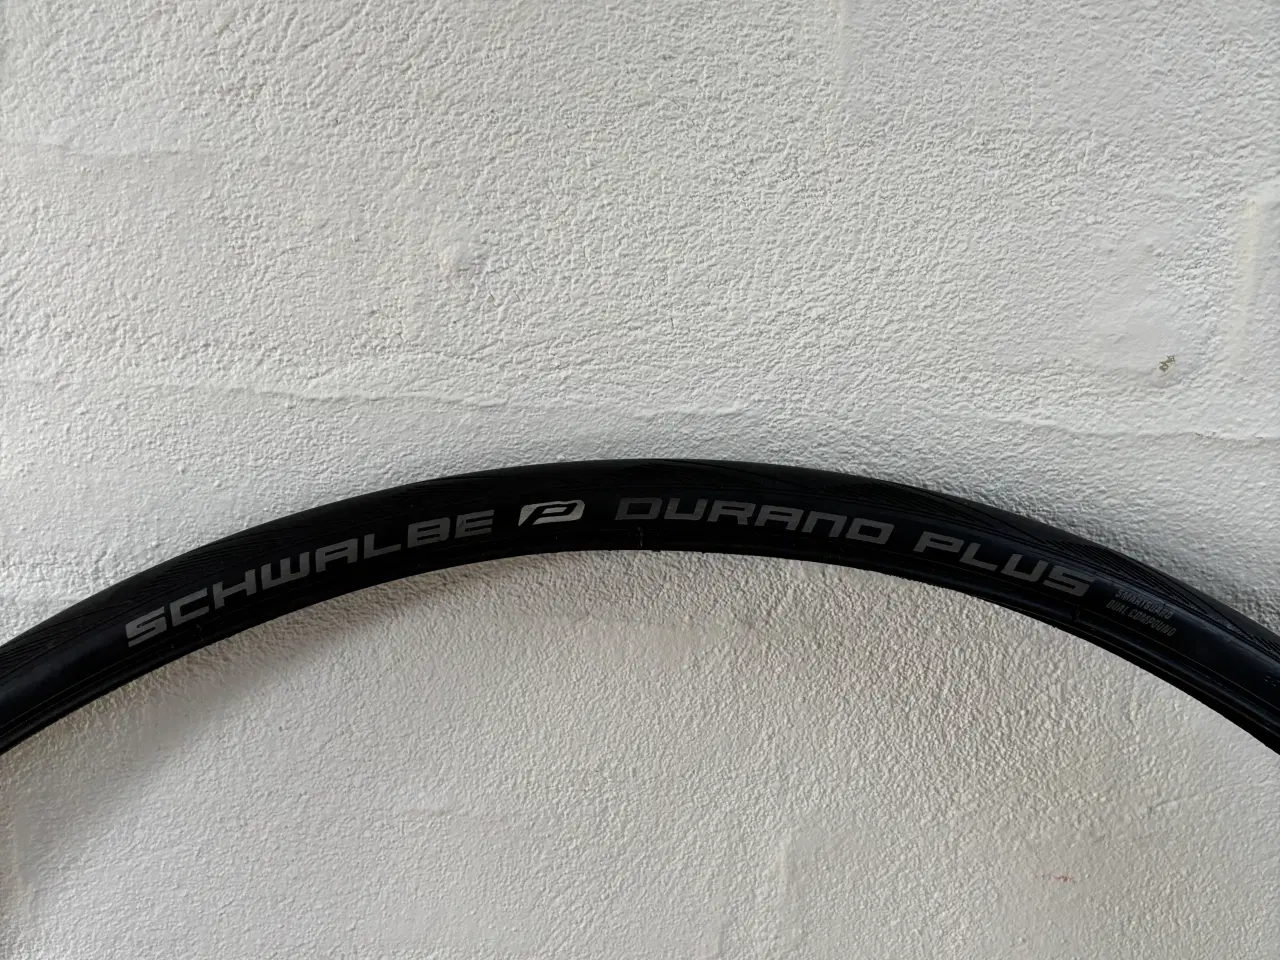 SCHWALBE P DURANO PLUS
SMARTGUARD
DUAL COMPOUND